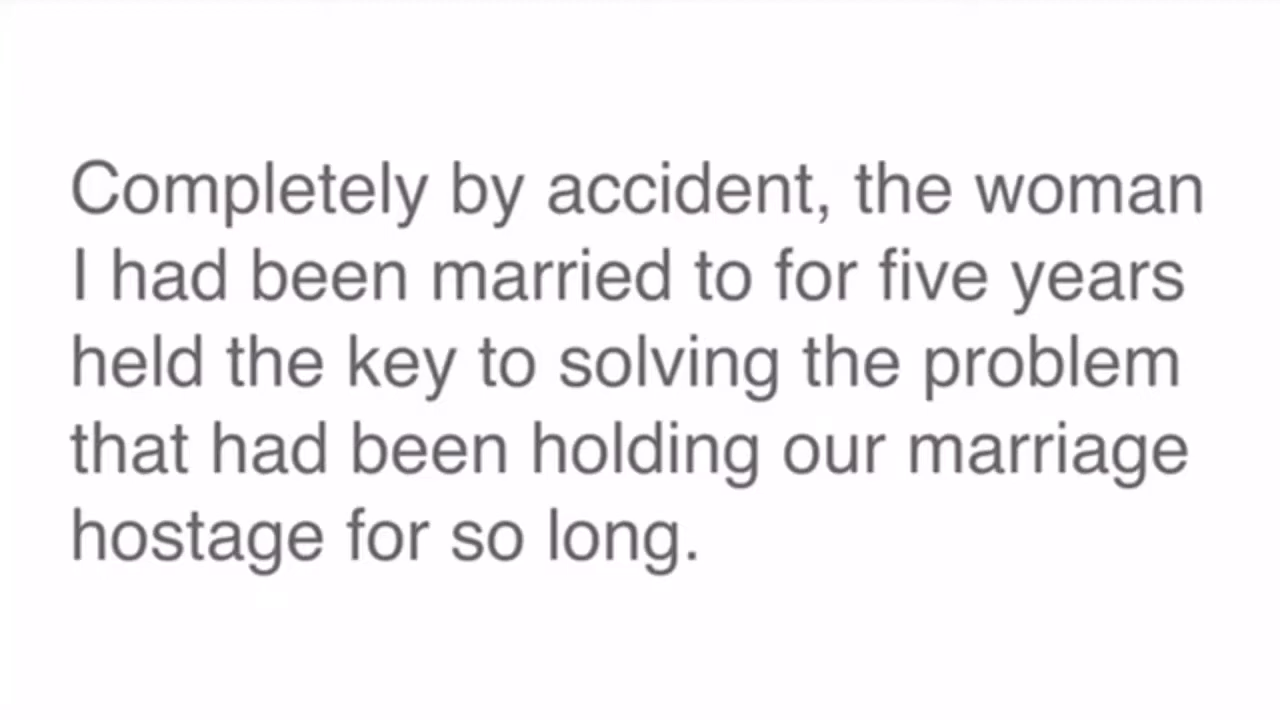 Completely by accident, the woman
I had been married to for five years
held the key to solving the problem
that had been holding our marriage
hostage for so long.